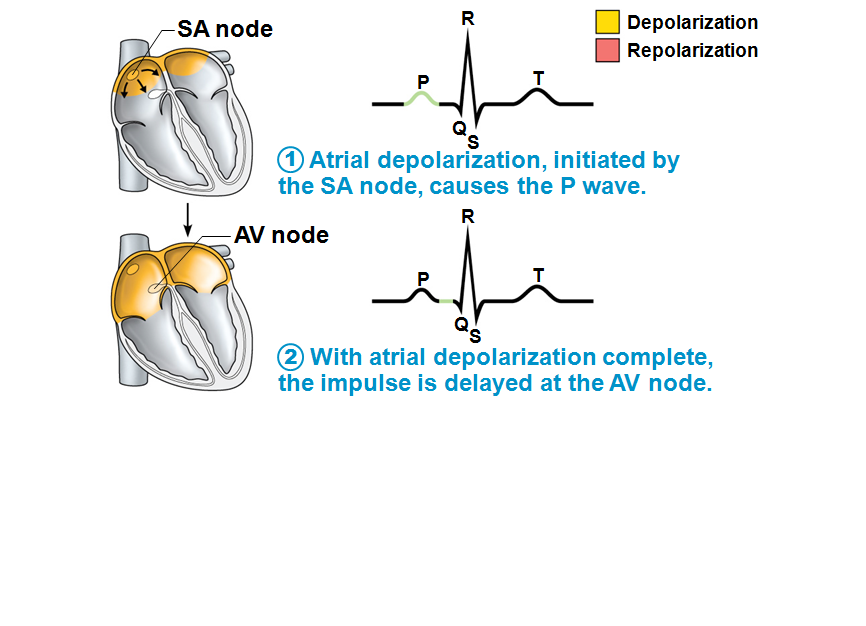 SA node
R
Depolarization
Repolarization
P
T
Q
S
① Atrial depolarization, initiated by
the SA node, causes the P wave.
R
AV node
P
T
Q
S
② With atrial depolarization complete,
the impulse is delayed at the AV node.